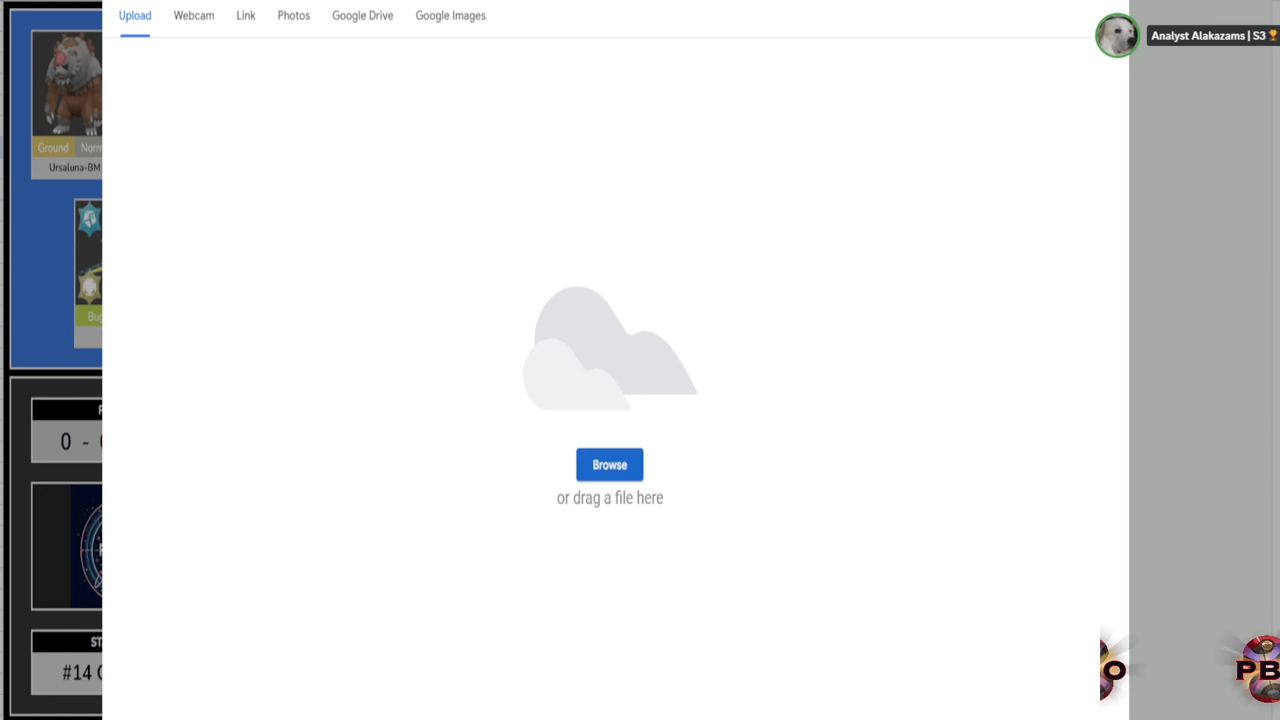 Upload Webcam Link Photos Google Drive Google Images
Analyst Alakazams | S3
Ground
Ursaluna-BM
0 -
#14
Browse
or drag a file here
PB